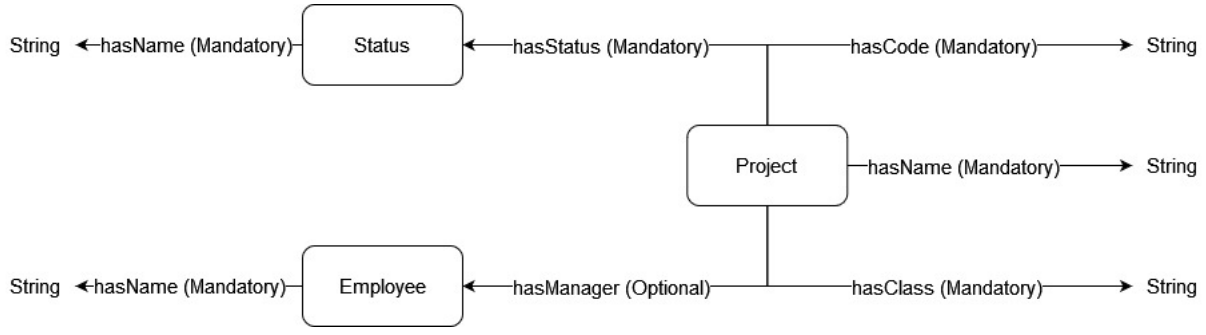 String hasName (Mandatory) Status hasStatus (Mandatory) hasCode (Mandatory) String
Project hasName (Mandatory) String
String hasName (Mandatory) Employee hasManager (Optional) hasClass (Mandatory) String